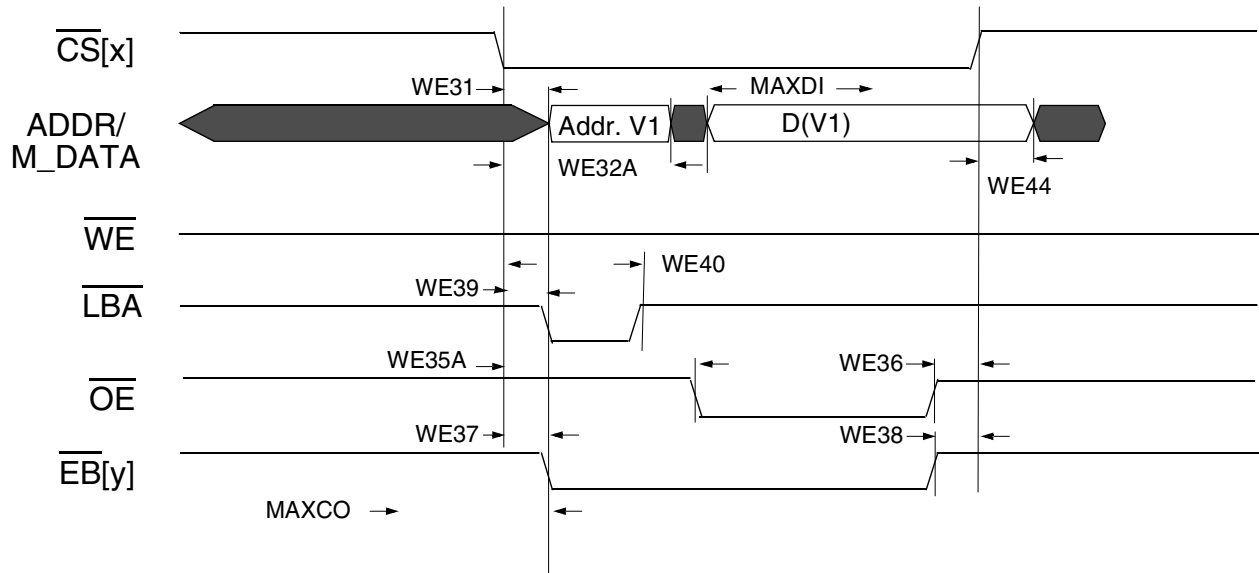 CS[x]
WE31
MAXDI
ADDR/
M_DATA
Addr. V1
D(V1)
WE32A
WE44
WE
WE40
WE39
LBA
WE35A
WE36
OE
WE37
WE38
EB[y]
MAXCO